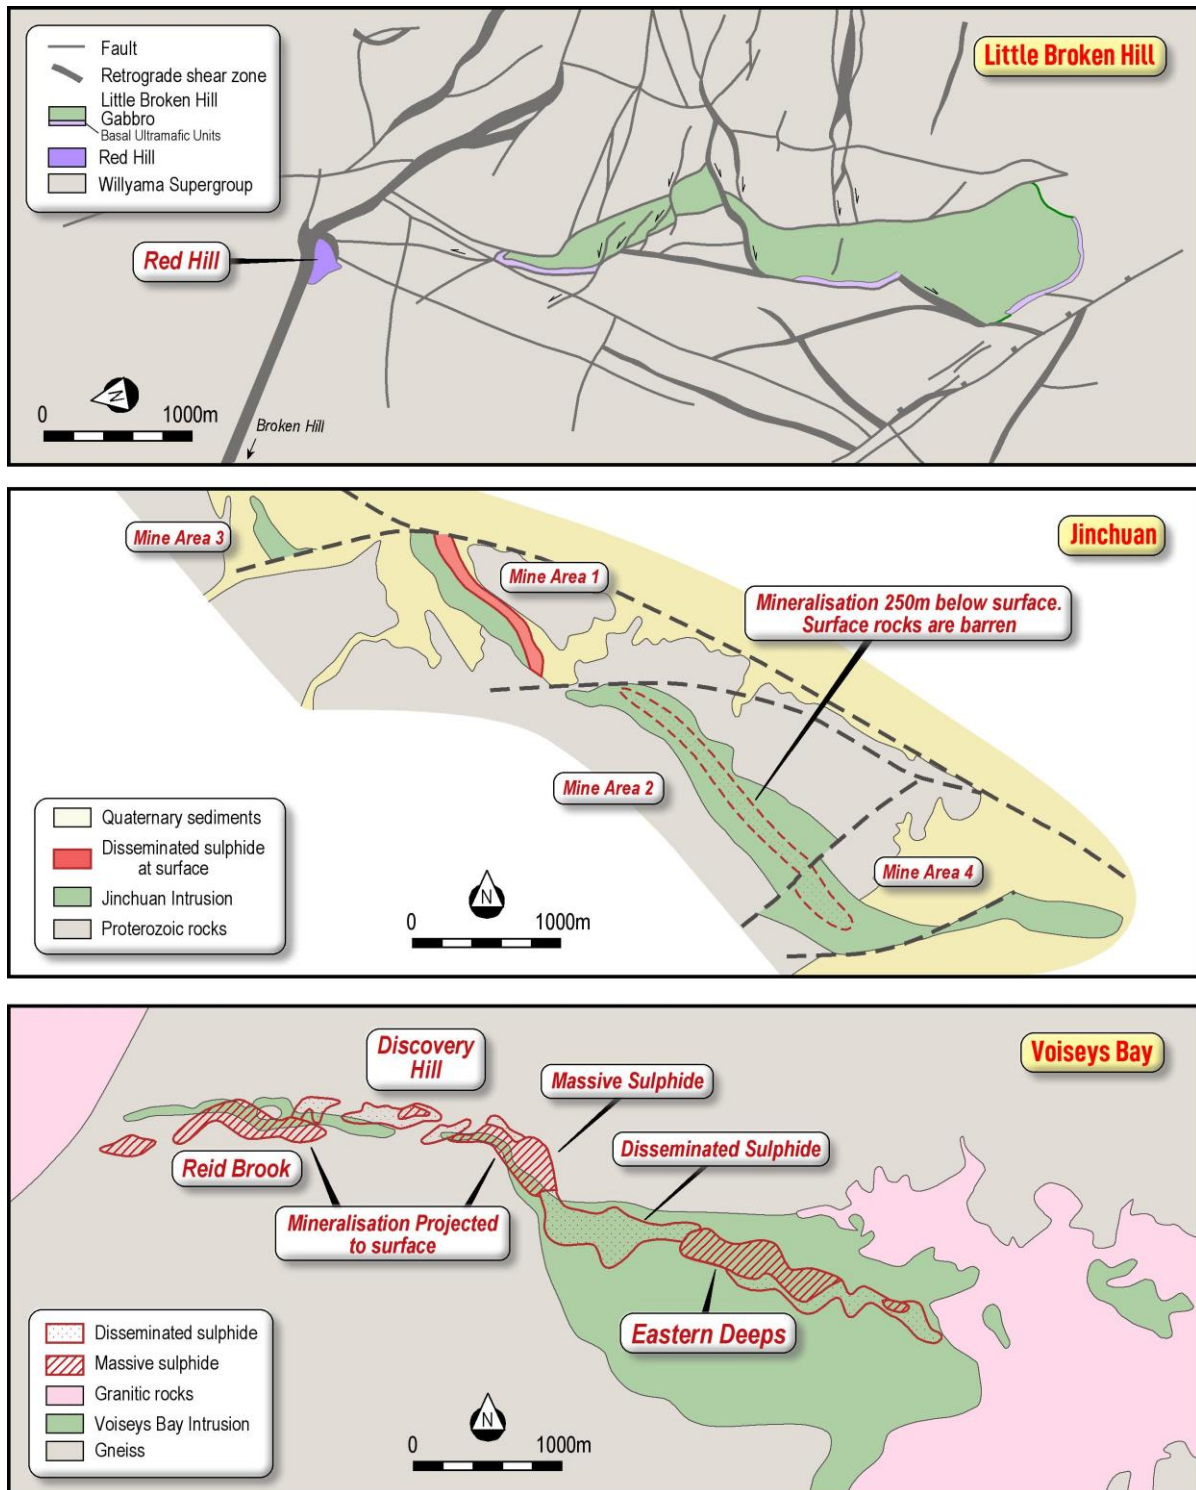 Fault
Retrograde shear zone
Little Broken Hill
Gabbro
Basal Ultramafic Units
Red Hill
Willyama Supergroup
Little Broken Hill
Red Hill
N
0 1000m
Broken Hill
Jinchuan
Mine Area 3
Mine Area 1
Mineralisation 250m below surface.
Surface rocks are barren
Mine Area 2
Mine Area 4
Quaternary sediments
Disseminated sulphide
at surface
Jinchuan Intrusion
Proterozoic rocks
N
0 1000m
Voiseys Bay
Discovery
Hill
Massive Sulphide
Disseminated Sulphide
Reid Brook
Mineralisation Projected
to surface
Eastern Deeps
Disseminated sulphide
Massive sulphide
Granitic rocks
Voiseys Bay Intrusion
Gneiss
N
0 1000m